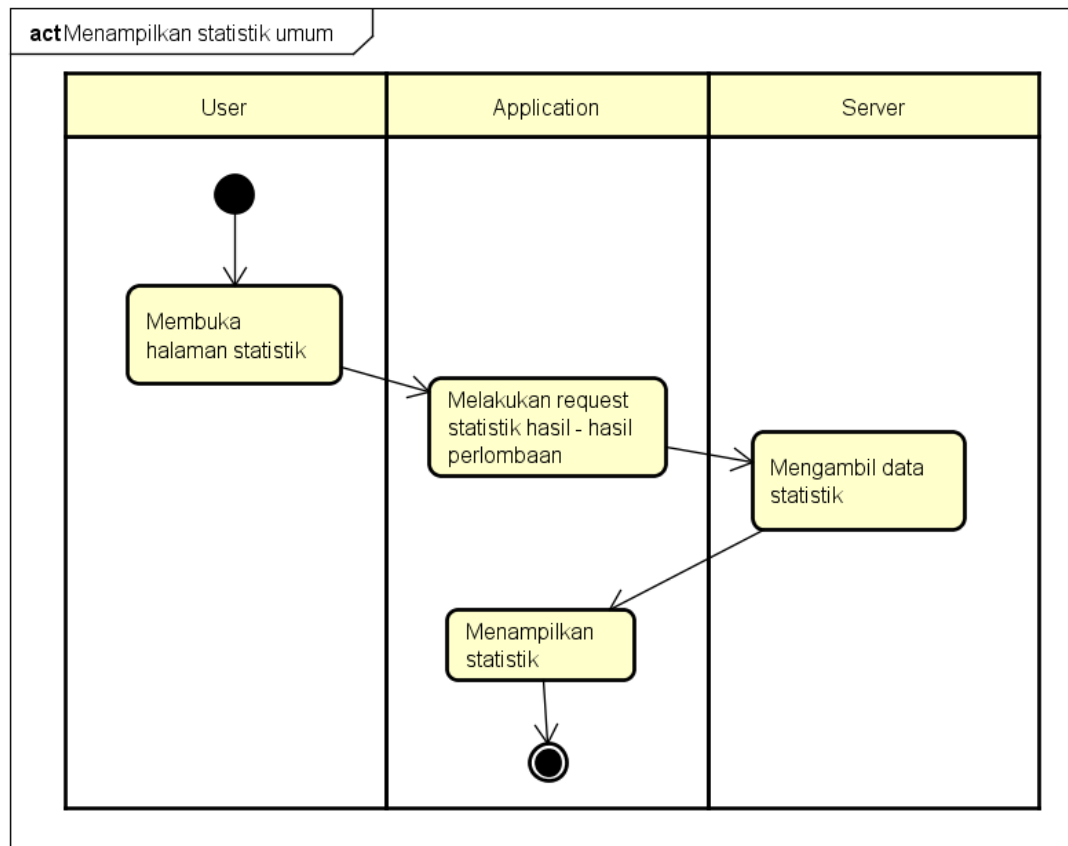 act Menampilkan statistik umum
User
Application
Server
Membuka
halaman statistik
Melakukan request
statistik hasil - hasil
perlombaan
Mengambil data
statistik
Menampilkan
statistik